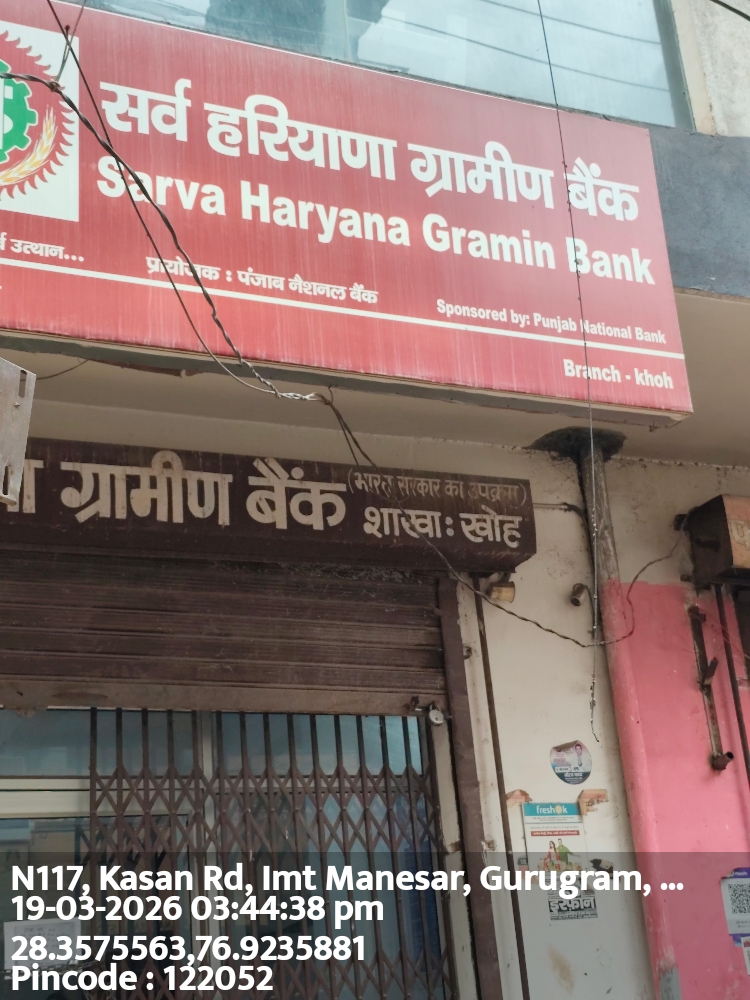 सर्व हरियाणा ग्रामीण बैंक
Sarva Haryana Gramin Bank
उत्थान...
प्रायोजक : पंजाब नैशनल बैंक
Sponsored by: Punjab National Bank
Branch - khoh
ग्रामीण बैंक (भारत सरकार का उपक्रम)
शाखा: खोह
freshok
N117, Kasan Rd, Imt Manesar, Gurugram, ...
19-03-2026 03:44:38 pm
28.3575563,76.9235881
Pincode : 122052